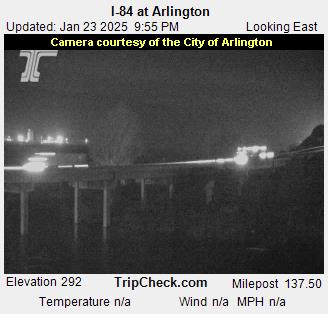 I-84 at Arlington
Updated: Jan 23 2025 9:55 PM Looking East
Camera courtesy of the City of Arlington
Elevation 292 TripCheck.com Milepost 137.50
Temperature n/a Wind n/a MPH n/a